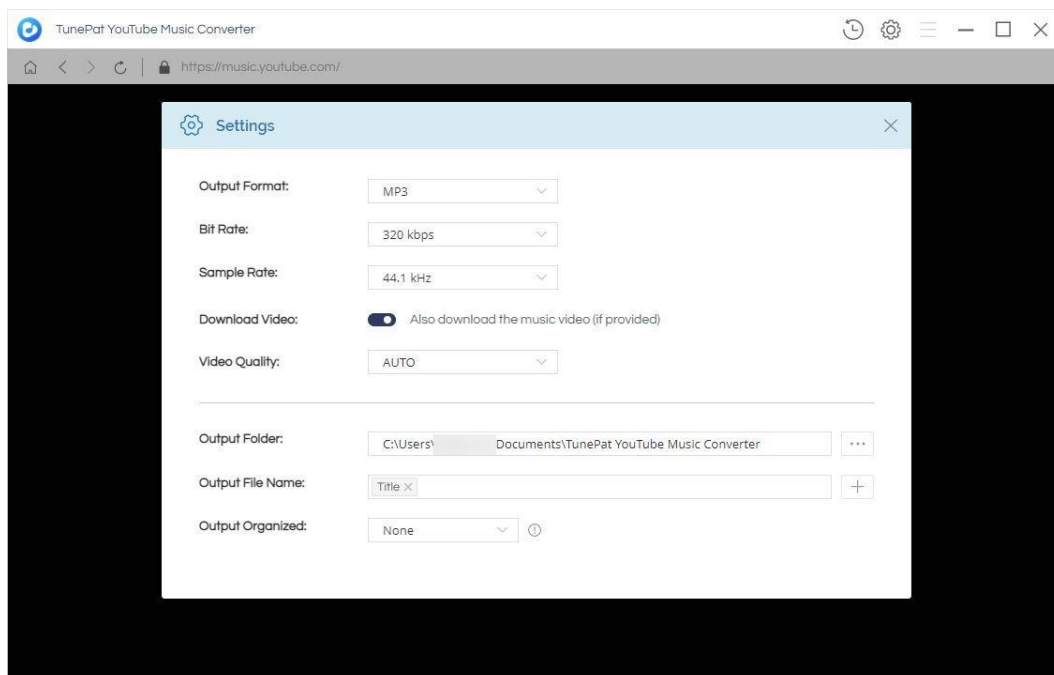 TunePat YouTube Music Converter
https://music.youtube.com/
Settings
Output Format: MP3
Bit Rate: 320 kbps
Sample Rate: 44.1 kHz
Download Video: Also download the music video (if provided)
Video Quality: AUTO
Output Folder: C:\Users\ Documents\TunePat YouTube Music Converter
Output File Name: Title
Output Organized: None